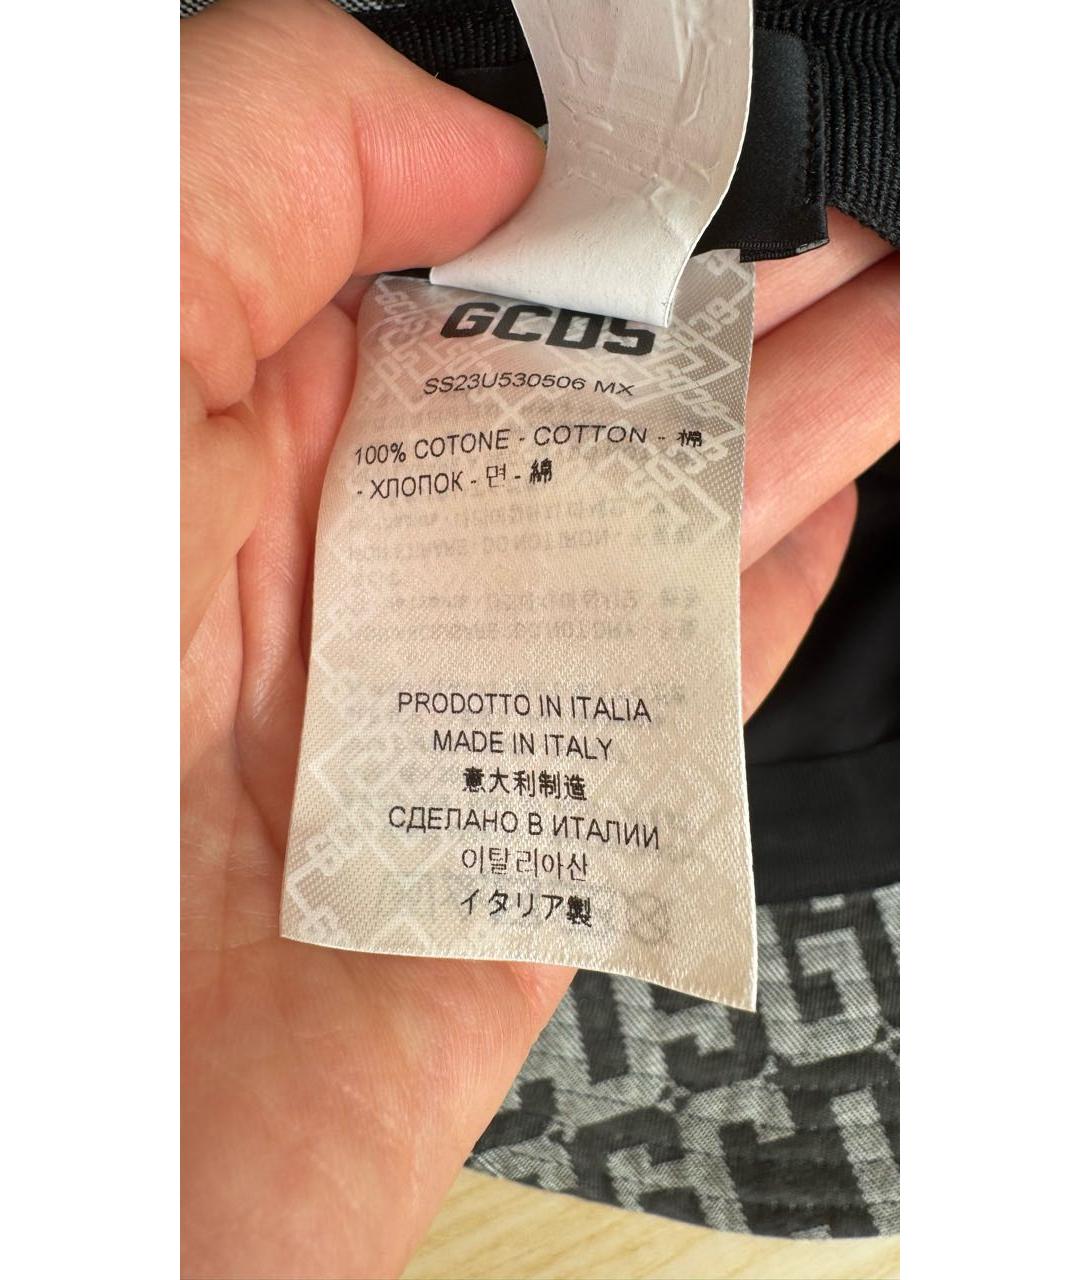 GCDS
SS23U530506 MX
100% COTONE - COTTON - 棉
- ХЛОПОК - 면 - 綿
PRODOTTO IN ITALIA
MADE IN ITALY
意大利制造
СДЕЛАНО В ИТАЛИИ
이탈리아산
イタリア製